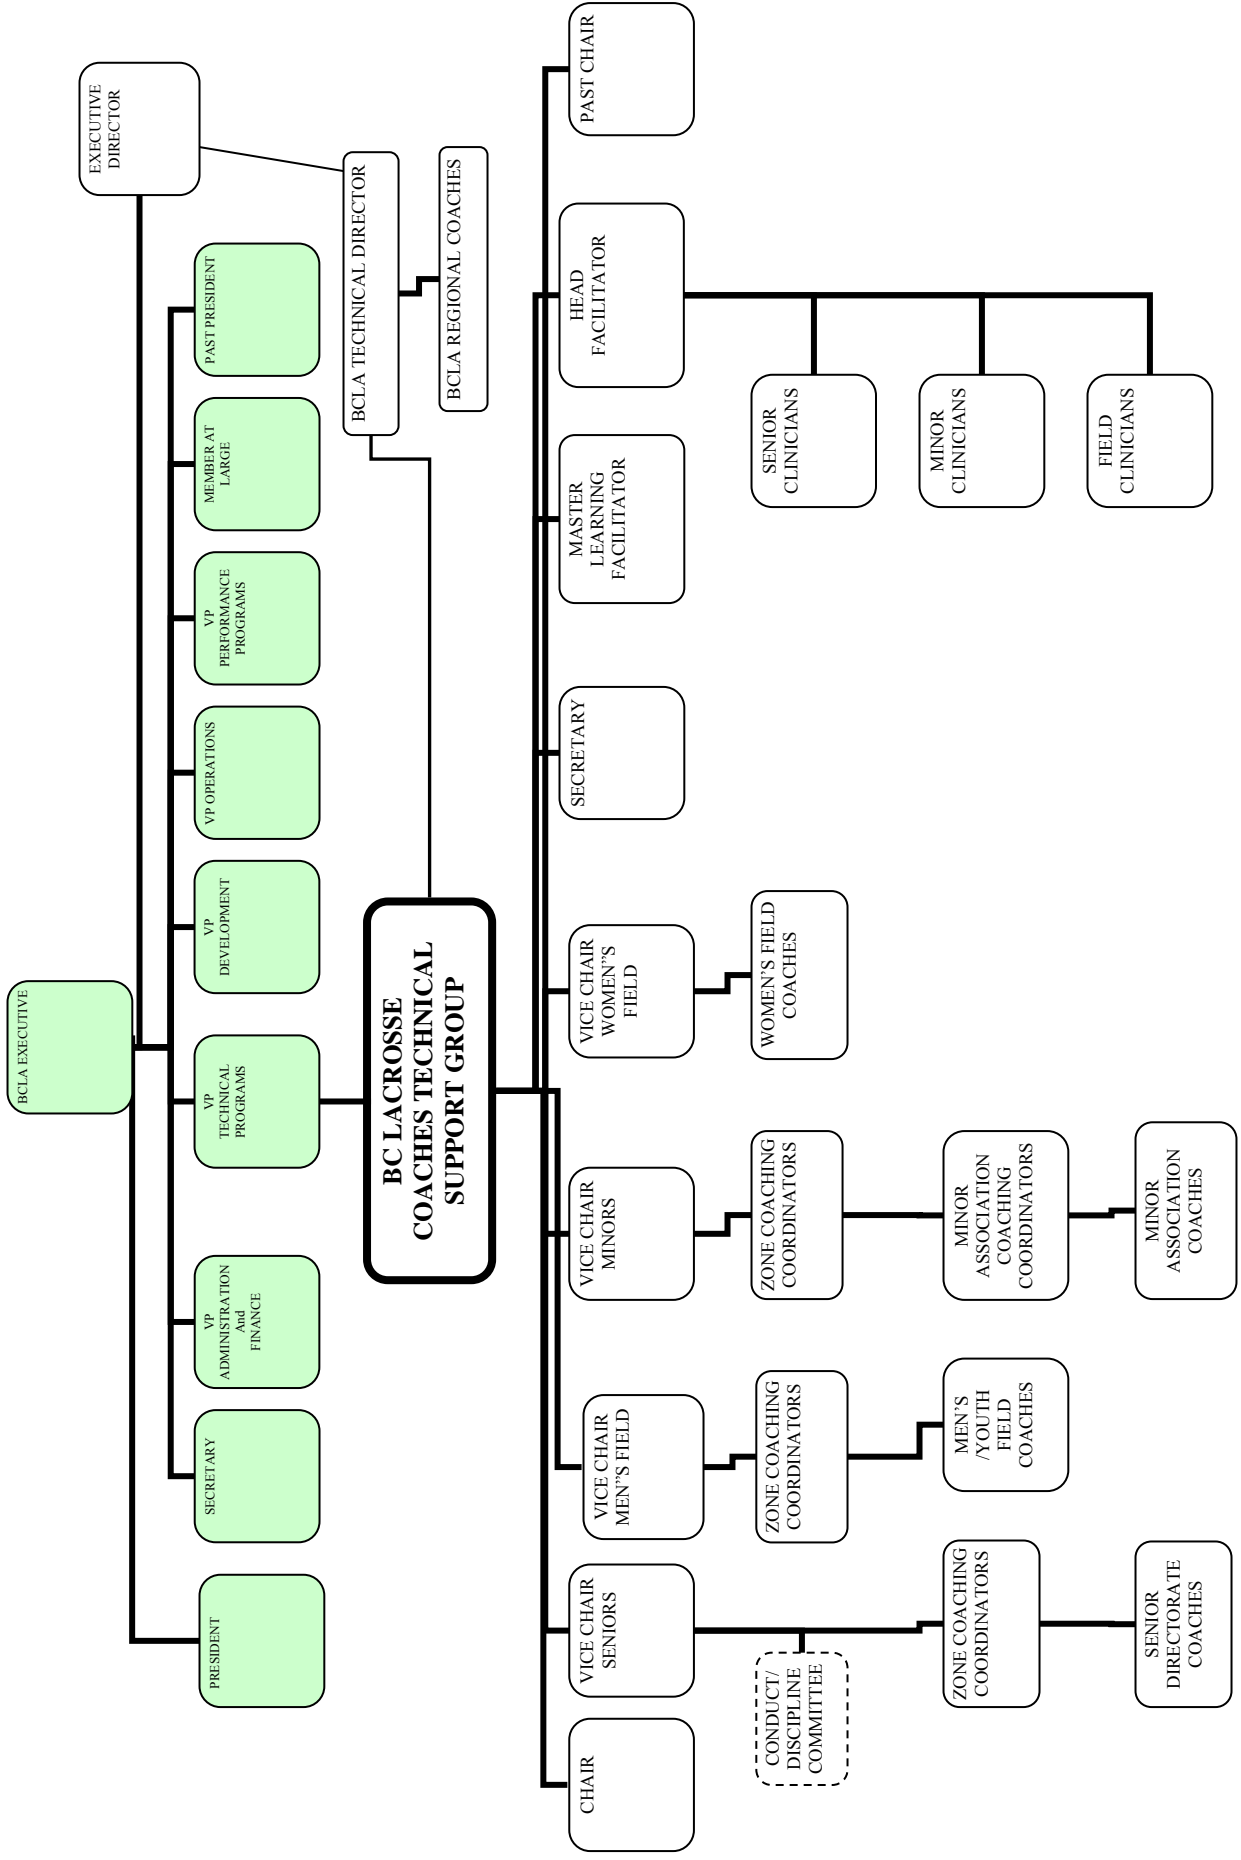 BCLA EXECUTIVE
EXECUTIVE
DIRECTOR
PRESIDENT
SECRETARY
VP
ADMINISTRATION
And
FINANCE
VP
TECHNICAL
PROGRAMS
VP
DEVELOPMENT
VP OPERATIONS
VP
PERFORMANCE
PROGRAMS
MEMBER AT
LARGE
PAST PRESIDENT
BCLA TECHNICAL DIRECTOR
BCLA REGIONAL COACHES
BC LACROSSE
COACHES TECHNICAL
SUPPORT GROUP
CHAIR
VICE CHAIR
SENIORS
VICE CHAIR
MEN"S FIELD
VICE CHAIR
MINORS
VICE CHAIR
WOMEN"S
FIELD
SECRETARY
MASTER
LEARNING
FACILITATOR
HEAD
FACILITATOR
PAST CHAIR
CONDUCT/
DISCIPLINE
COMMITTEE
ZONE COACHING
COORDINATORS
ZONE COACHING
COORDINATORS
WOMEN'S FIELD
COACHES
SENIOR
CLINICIANS
ZONE COACHING
COORDINATORS
MEN'S
/YOUTH
FIELD
COACHES
MINOR
ASSOCIATION
COACHING
COORDINATORS
MINOR
CLINICIANS
SENIOR
DIRECTORATE
COACHES
MINOR
ASSOCIATION
COACHES
FIELD
CLINICIANS